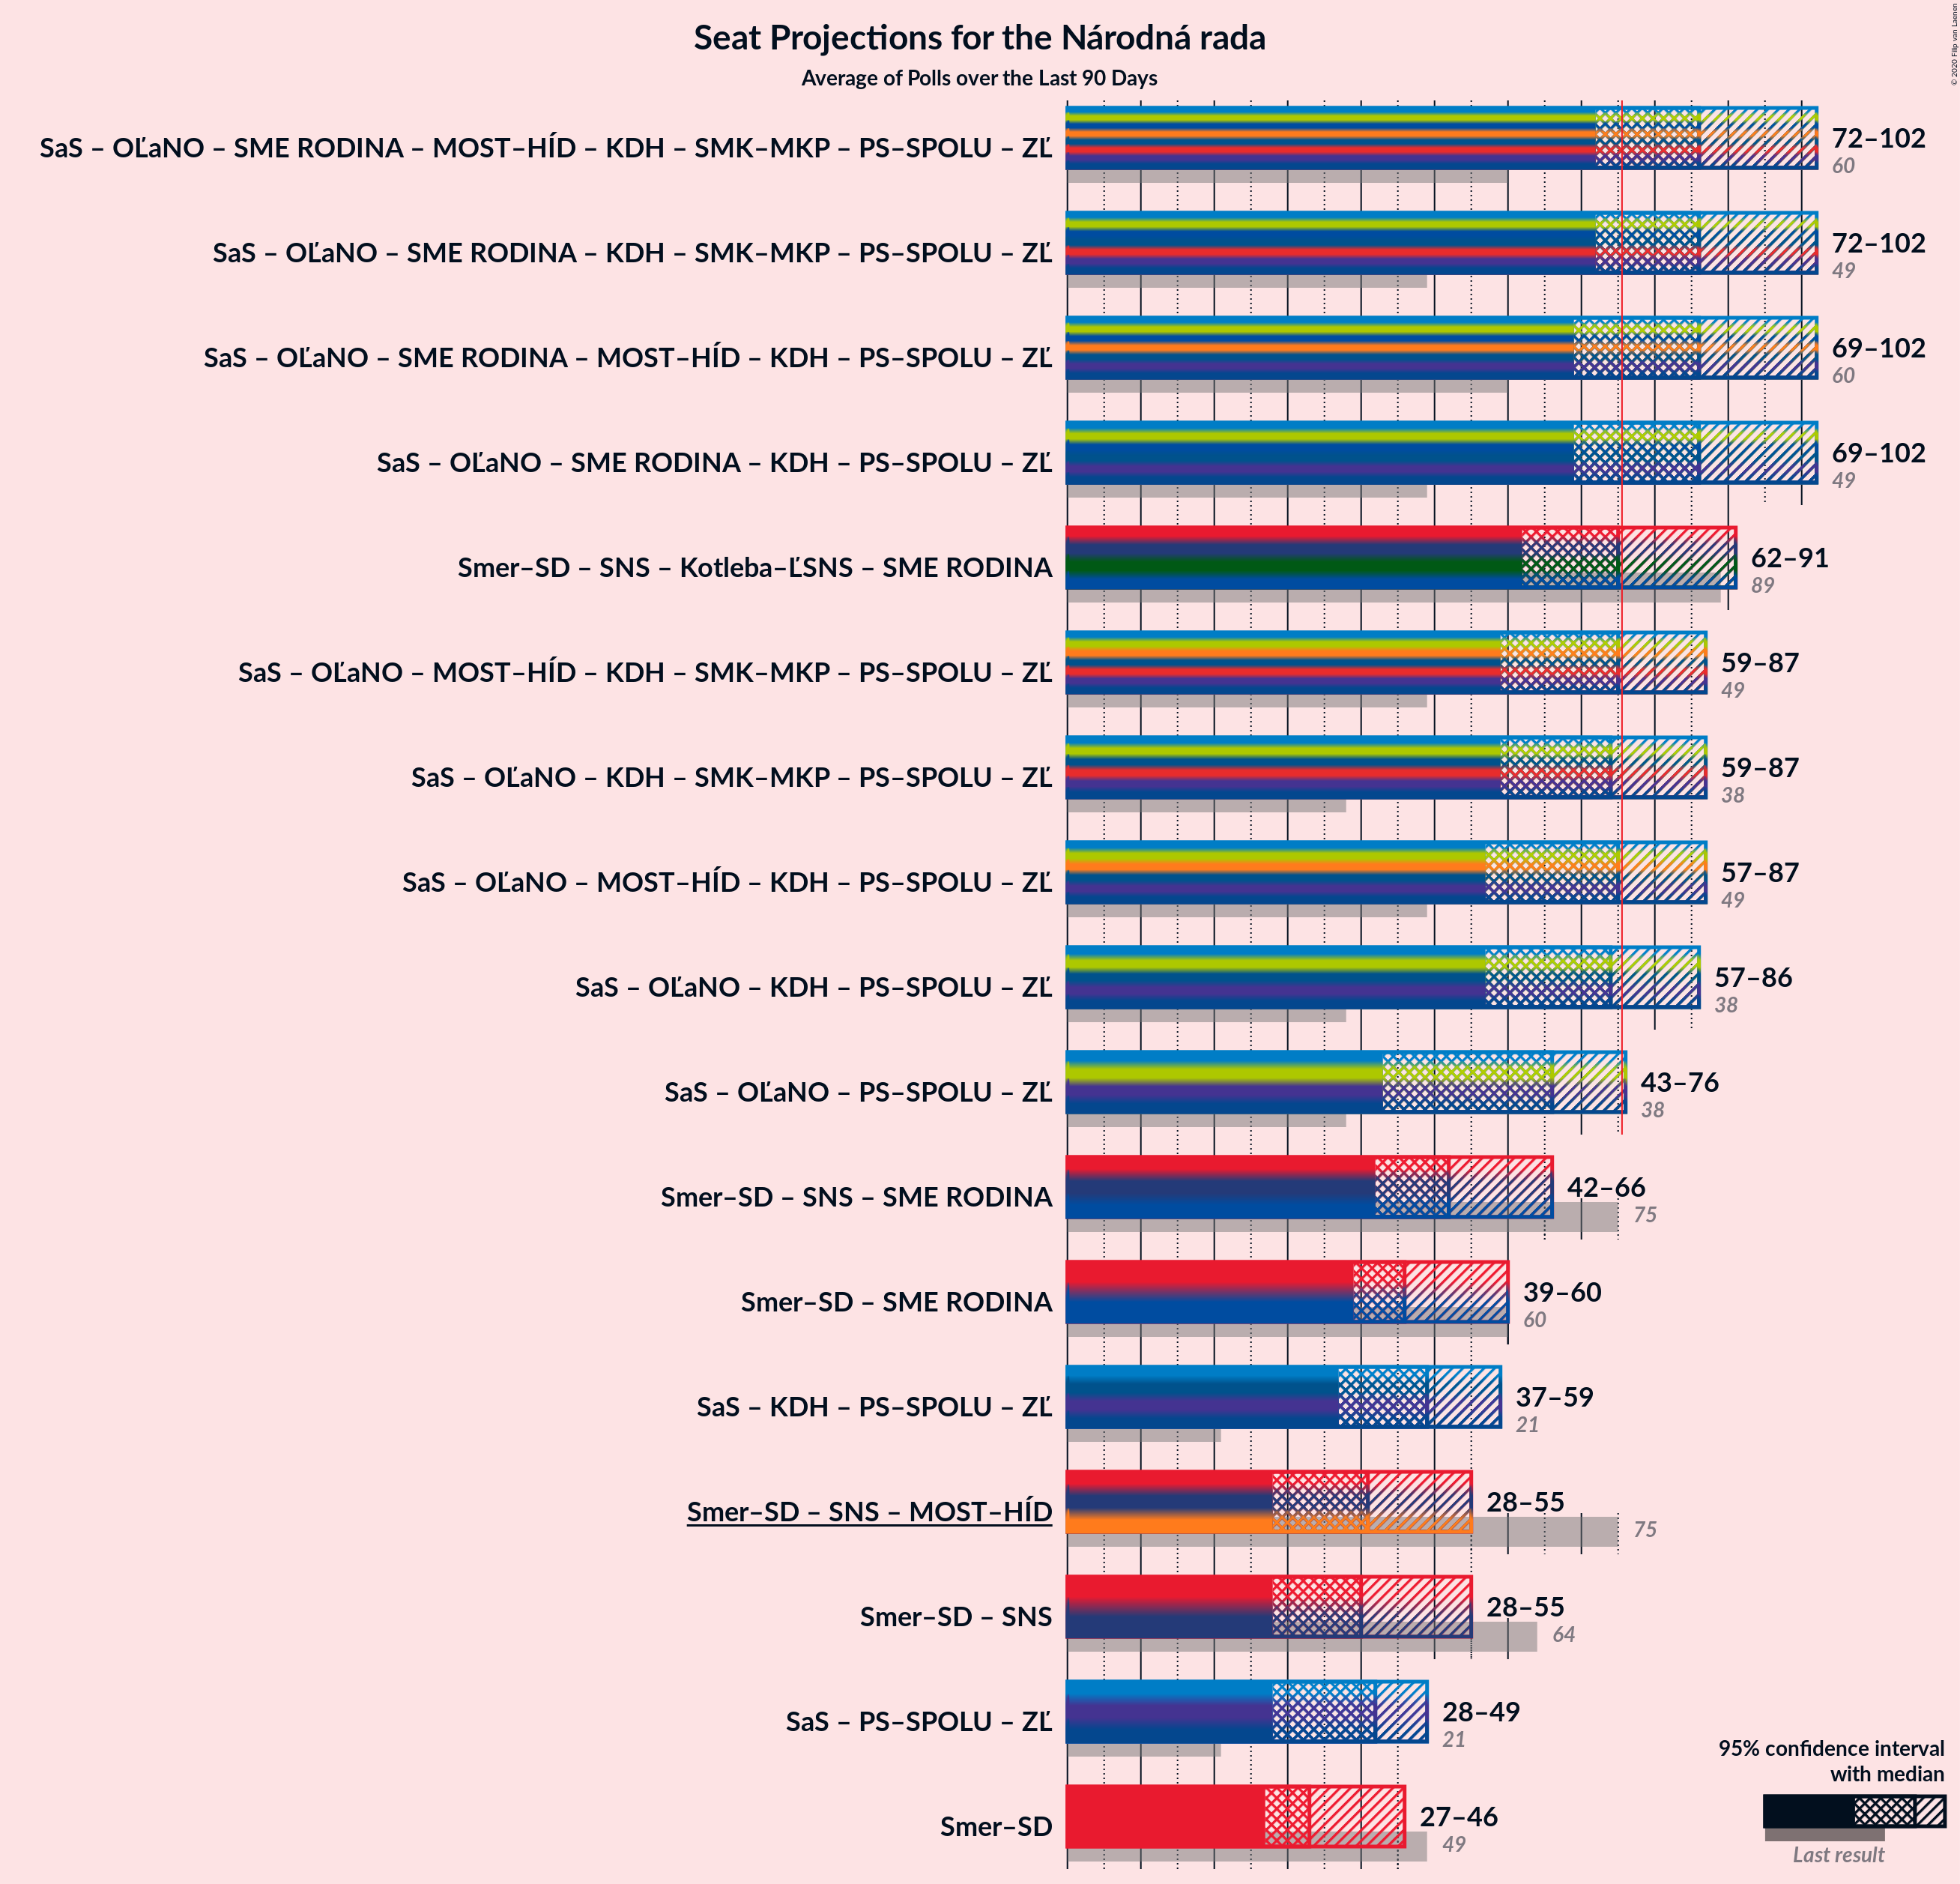 © 2020 Filip van Laenen
Seat Projections for the Národná rada
Average of Polls over the Last 90 Days
SaS – OĽaNO – SME RODINA – MOST–HÍD – KDH – SMK–MKP – PS–SPOLU – ZĽ
72–102
60
SaS – OĽaNO – SME RODINA – KDH – SMK–MKP – PS–SPOLU – ZĽ
72–102
49
SaS – OĽaNO – SME RODINA – MOST–HÍD – KDH – PS–SPOLU – ZĽ
69–102
60
SaS – OĽaNO – SME RODINA – KDH – PS–SPOLU – ZĽ
69–102
49
Smer–SD – SNS – Kotleba–ĽSNS – SME RODINA
62–91
89
SaS – OĽaNO – MOST–HÍD – KDH – SMK–MKP – PS–SPOLU – ZĽ
59–87
49
SaS – OĽaNO – KDH – SMK–MKP – PS–SPOLU – ZĽ
59–87
38
SaS – OĽaNO – MOST–HÍD – KDH – PS–SPOLU – ZĽ
57–87
49
SaS – OĽaNO – KDH – PS–SPOLU – ZĽ
57–86
38
SaS – OĽaNO – PS–SPOLU – ZĽ
43–76
38
Smer–SD – SNS – SME RODINA
42–66
75
Smer–SD – SME RODINA
39–60
60
SaS – KDH – PS–SPOLU – ZĽ
37–59
21
Smer–SD – SNS – MOST–HÍD
28–55
75
Smer–SD – SNS
28–55
64
SaS – PS–SPOLU – ZĽ
28–49
21
Smer–SD
27–46
49
95% confidence interval
with median
Last result